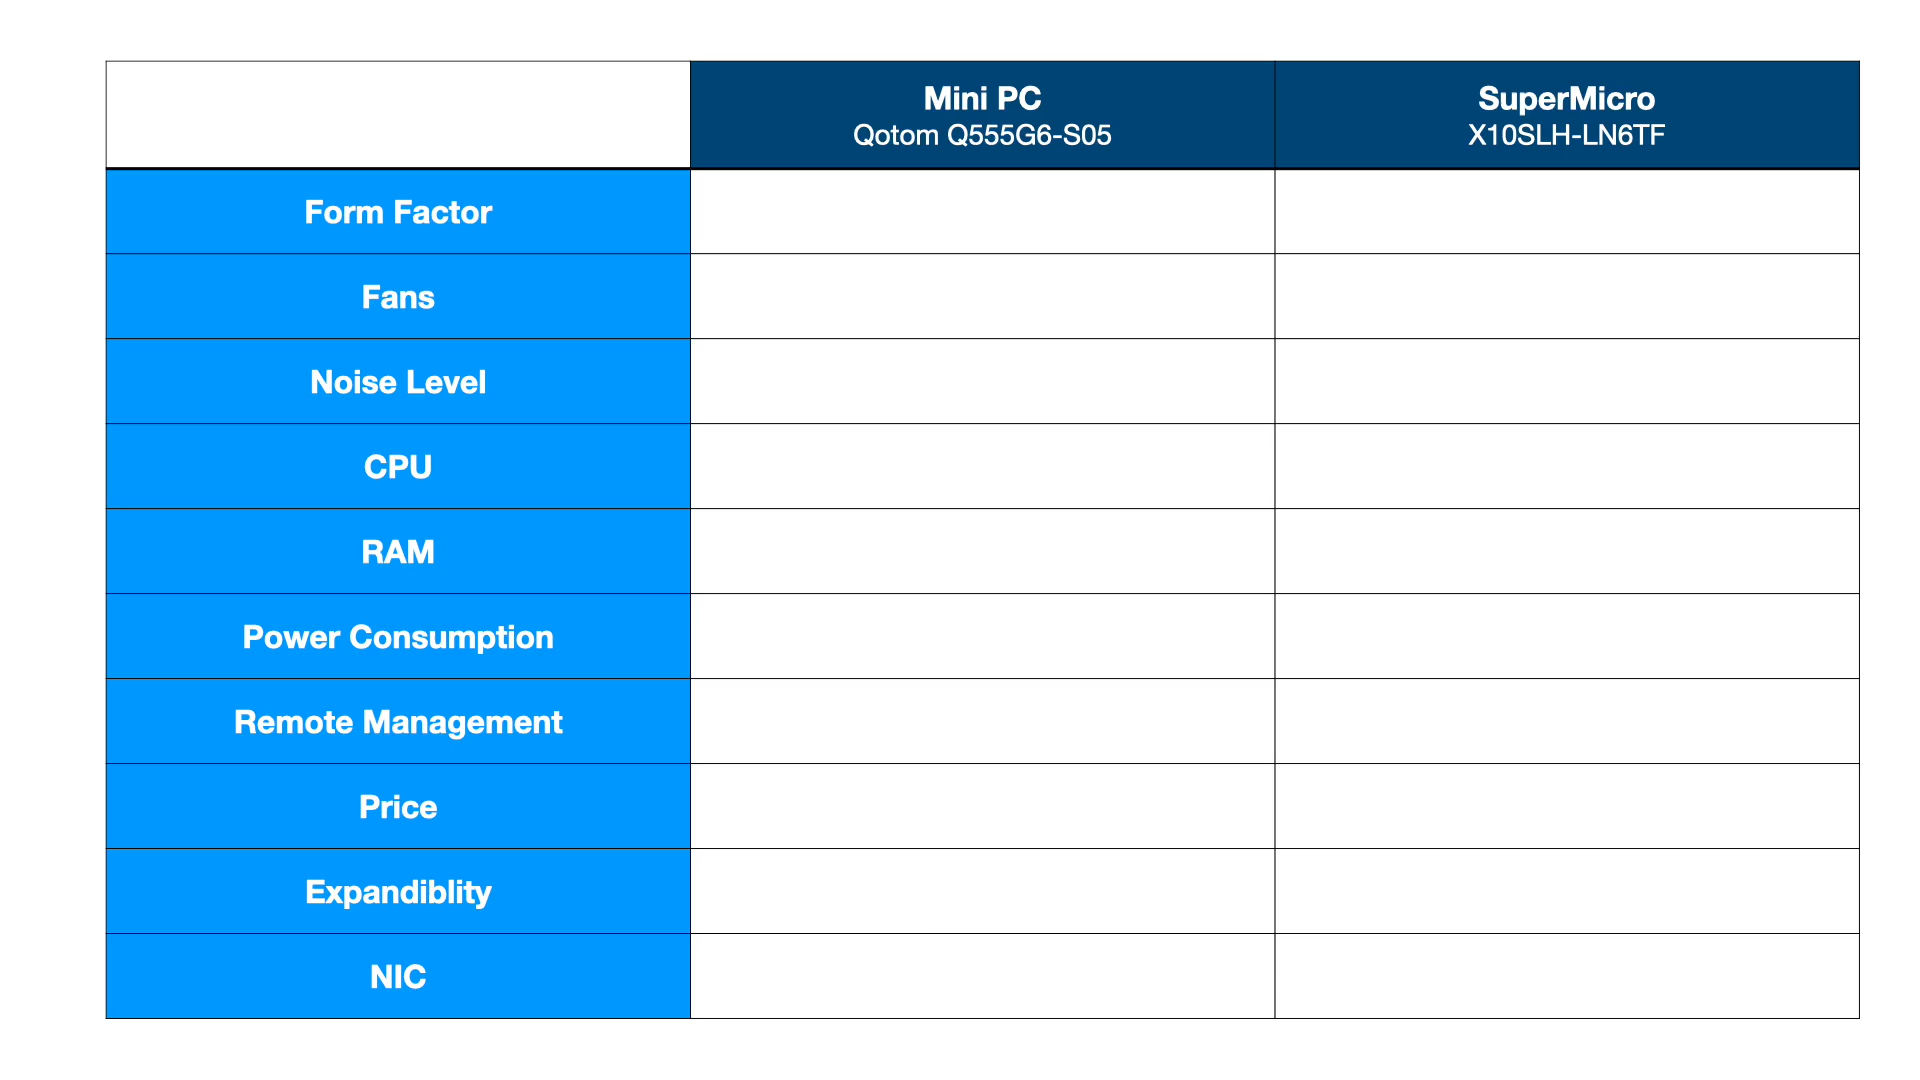 Mini PC
Qotom Q555G6-S05
SuperMicro
X10SLH-LN6TF
Form Factor
Fans
Noise Level
CPU
RAM
Power Consumption
Remote Management
Price
Expandiblity
NIC